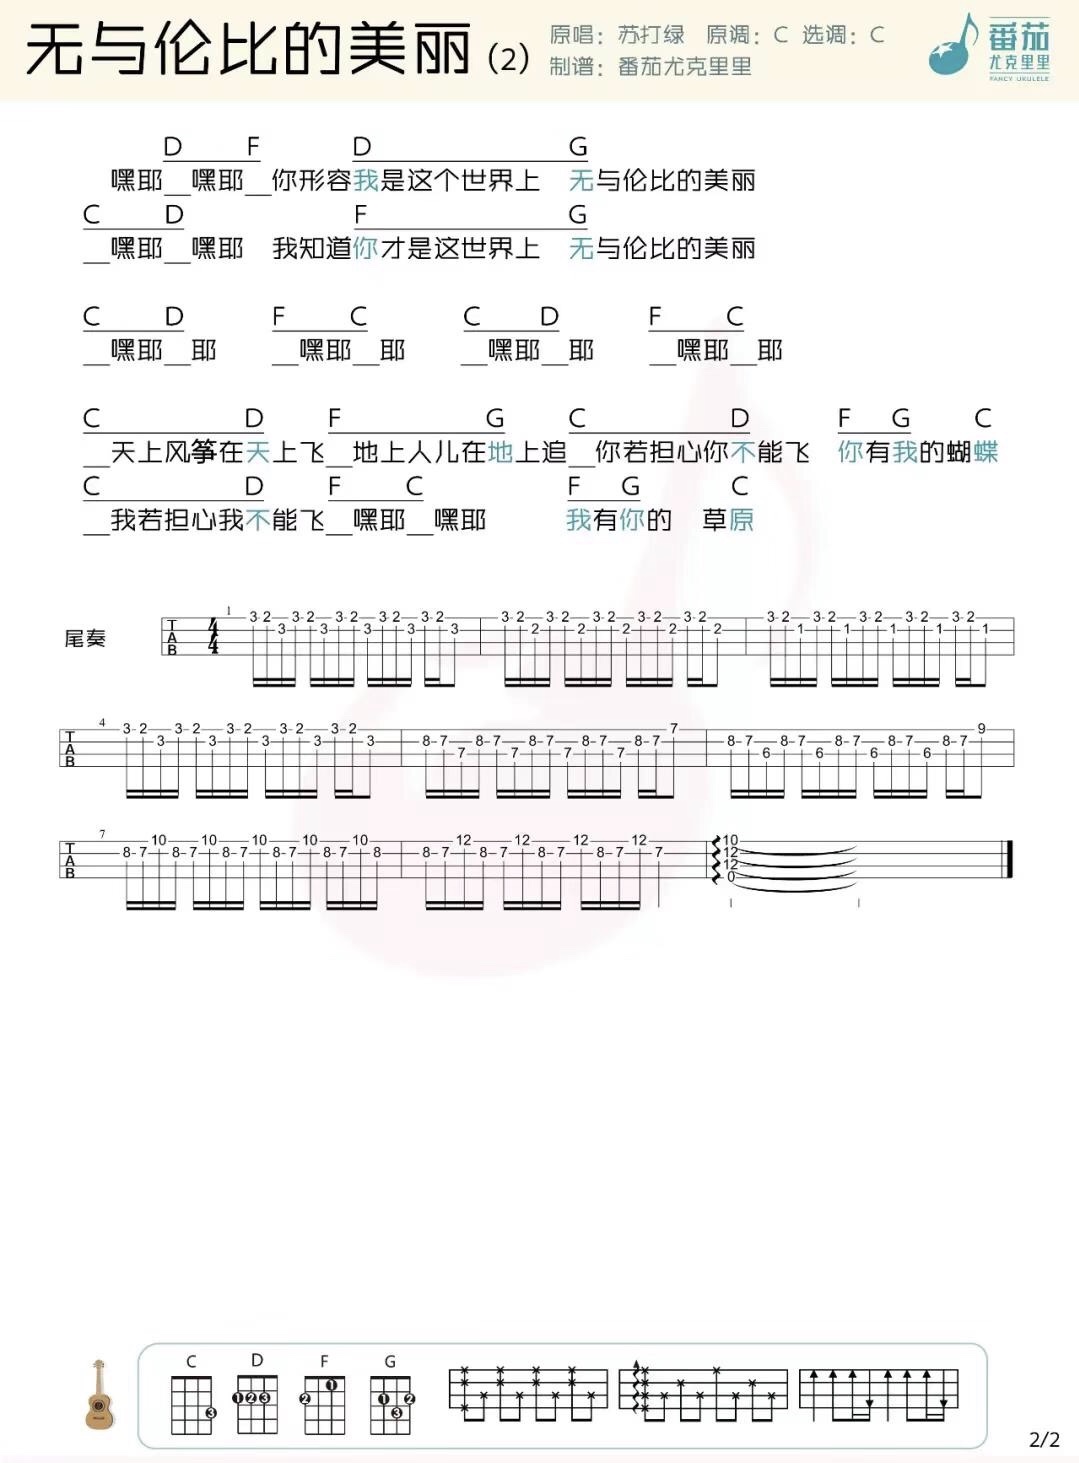 无与伦比的美丽 (2) 原唱：苏打绿 原调：C 选调：C
制谱：番茄尤克里里
番茄
尤克里里
FANCY UKULELE
D F D G
嘿耶__嘿耶__你形容我是这个世界上 无与伦比的美丽
C D F G
__嘿耶__嘿耶 我知道你才是这世界上 无与伦比的美丽
C D F C C D F C
__嘿耶__耶 __嘿耶__耶 __嘿耶__耶 __嘿耶__耶
C D F G C D F G C
__天上风筝在天上飞__地上人儿在地上追__你若担心你不能飞 你有我的蝴蝶
C D F C F G C
__我若担心我不能飞__嘿耶__嘿耶 我有你的 草原
尾奏
1
T A B 4 4 3 2 3 3 2 3 3 2 3 3 2 3 3 2 3 3 2 2 3 2 2 3 2 2 3 2 2 3 2 2 3 2 1 3 2 1 3 2 1 3 2 1 3 2 1
4
T A B 3 2 3 3 2 3 3 2 3 3 2 3 3 2 3 8 7 7 8 7 7 8 7 7 8 7 7 8 7 7 8 7 6 8 7 6 8 7 6 8 7 6 8 7 9
7
T A B 8 7 10 8 7 10 8 7 10 8 7 10 8 7 10 8 8 7 12 8 7 12 8 7 12 8 7 12 7 10 12 12 0
C D F G
3 1 2 3 2 1 1 2 3
2/2